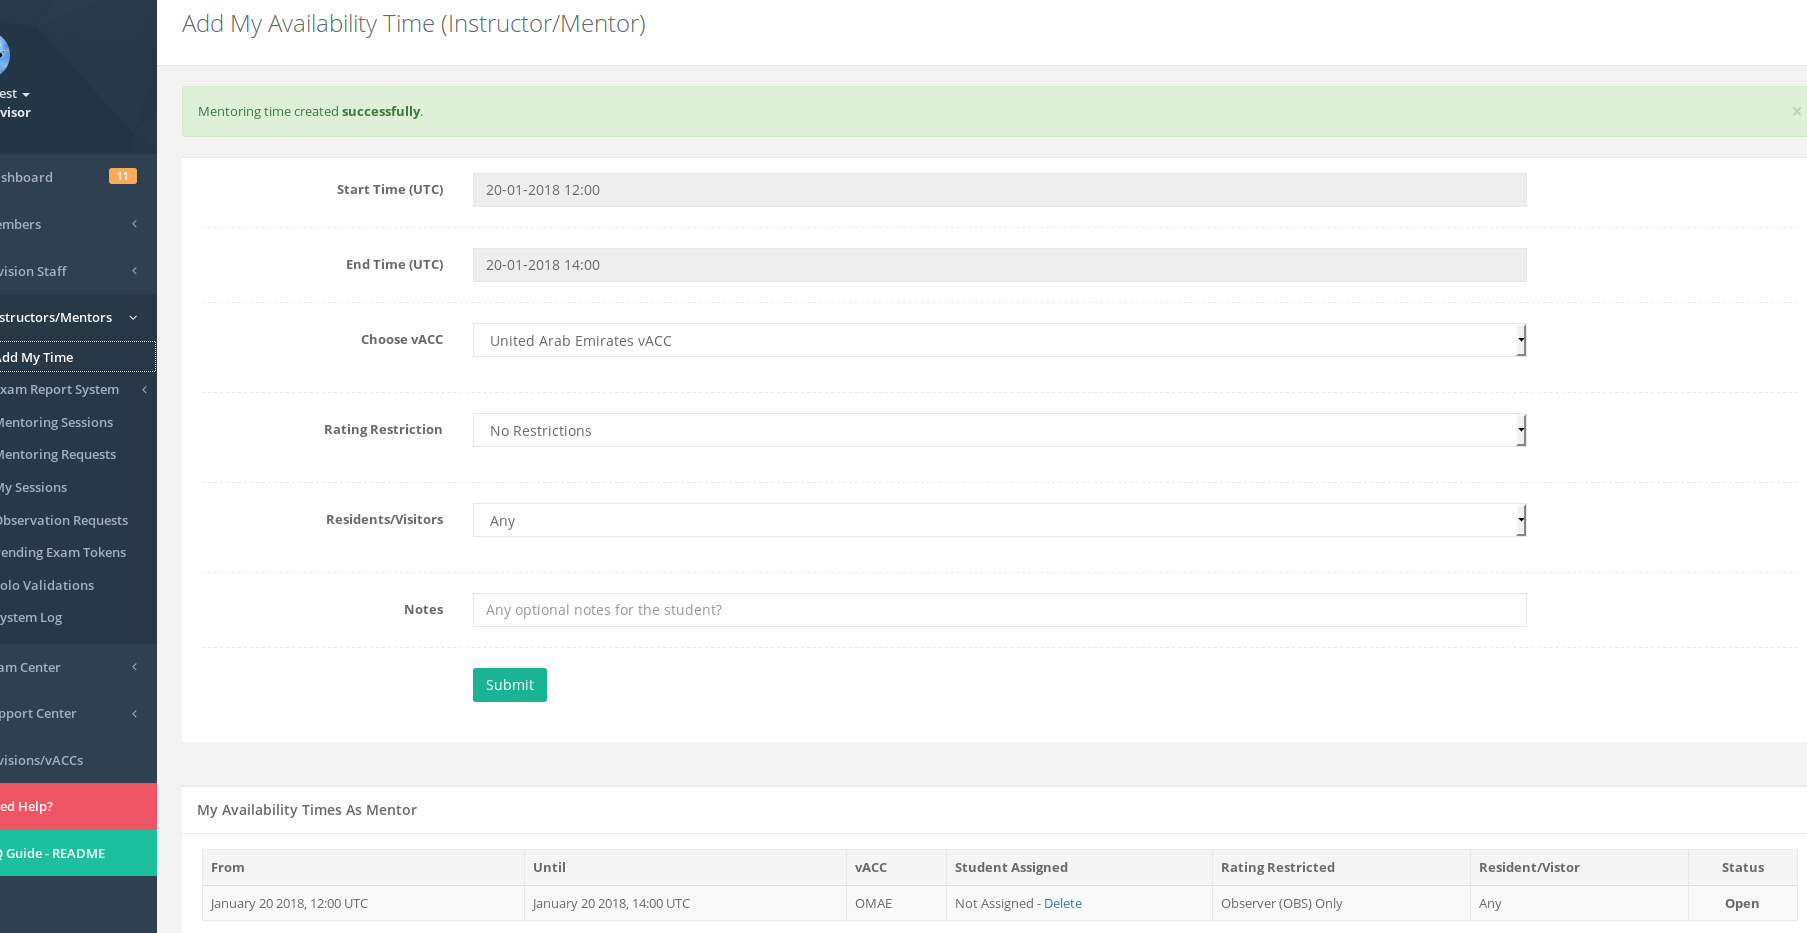 Add My Availability Time (Instructor/Mentor)
Mentoring time created successfully.
×
Start Time (UTC)
20-01-2018 12:00
End Time (UTC)
20-01-2018 14:00
Choose vACC
United Arab Emirates vACC
Rating Restriction
No Restrictions
Residents/Visitors
Any
Notes
Any optional notes for the student?
Submit
My Availability Times As Mentor
From Until vACC Student Assigned Rating Restricted Resident/Vistor Status
January 20 2018, 12:00 UTC January 20 2018, 14:00 UTC OMAE Not Assigned - Delete Observer (OBS) Only Any Open
est
visor
shboard 11
embers
vision Staff
structors/Mentors
Add My Time
xam Report System
Mentoring Sessions
Mentoring Requests
My Sessions
Observation Requests
ending Exam Tokens
olo Validations
ystem Log
am Center
pport Center
visions/vACCs
ed Help?
Q Guide - README